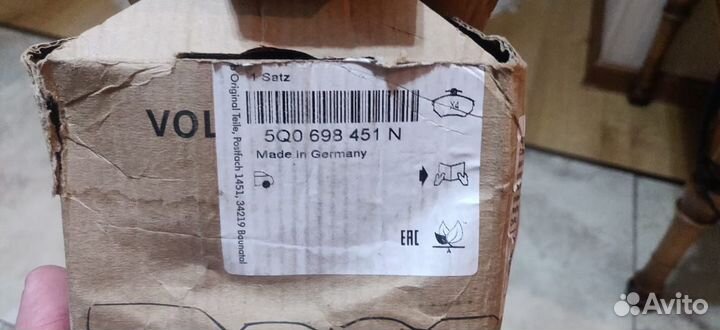 1 Satz
VOL
5Q0 698 451 N
Made in Germany
X4
Original Teile, Postfach 1451, 34219 Baunatal
EAC
A
Avito